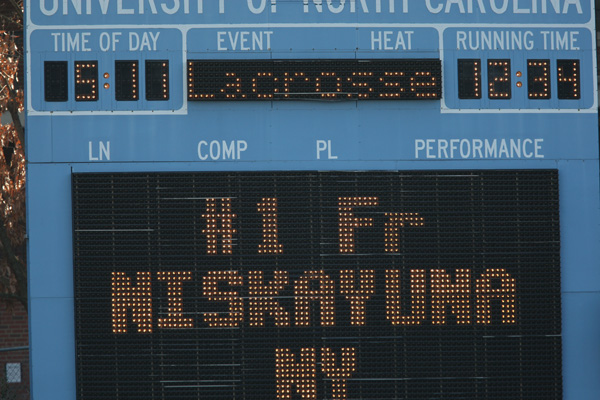 UNIVERSITY OF NORTH CAROLINA
TIME OF DAY EVENT HEAT RUNNING TIME
5:11 Lacrosse 12:34
LN COMP PL PERFORMANCE
#1 Fr
NISKAYUNA
NY